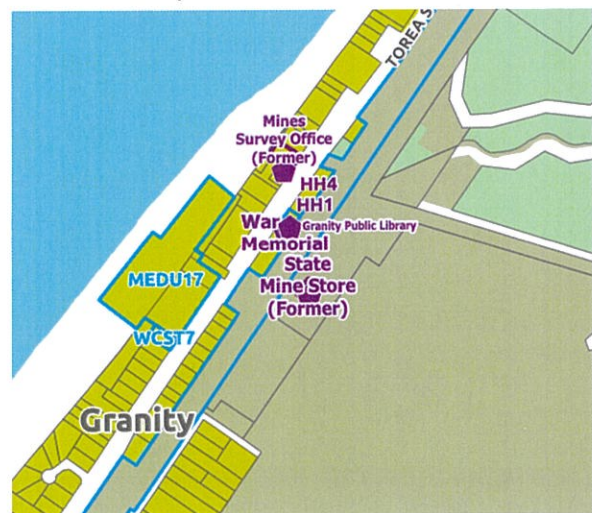 TOREA S
Mines
Survey Office
(Former)
HH4
HH1
War
Memorial
Granity Public Library
State
Mine Store
(Former)
MEDU17
WCST7
Granity